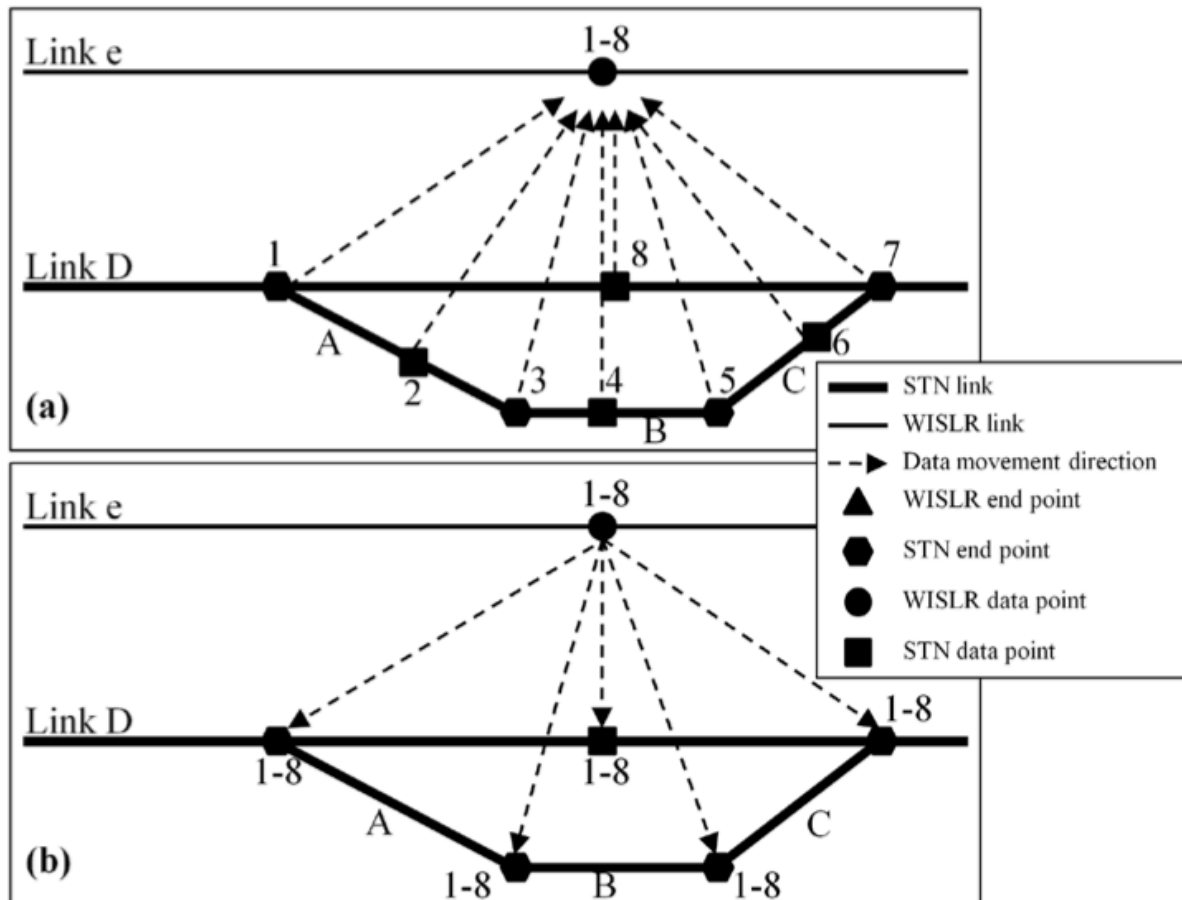 Link e
1-8
Link D
1
8
7
A
2
3
4
5
6
C
B
(a)
STN link
WISLR link
Data movement direction
WISLR end point
STN end point
WISLR data point
STN data point
Link e
1-8
Link D
1-8
1-8
1-8
A
C
(b)
1-8
B
1-8